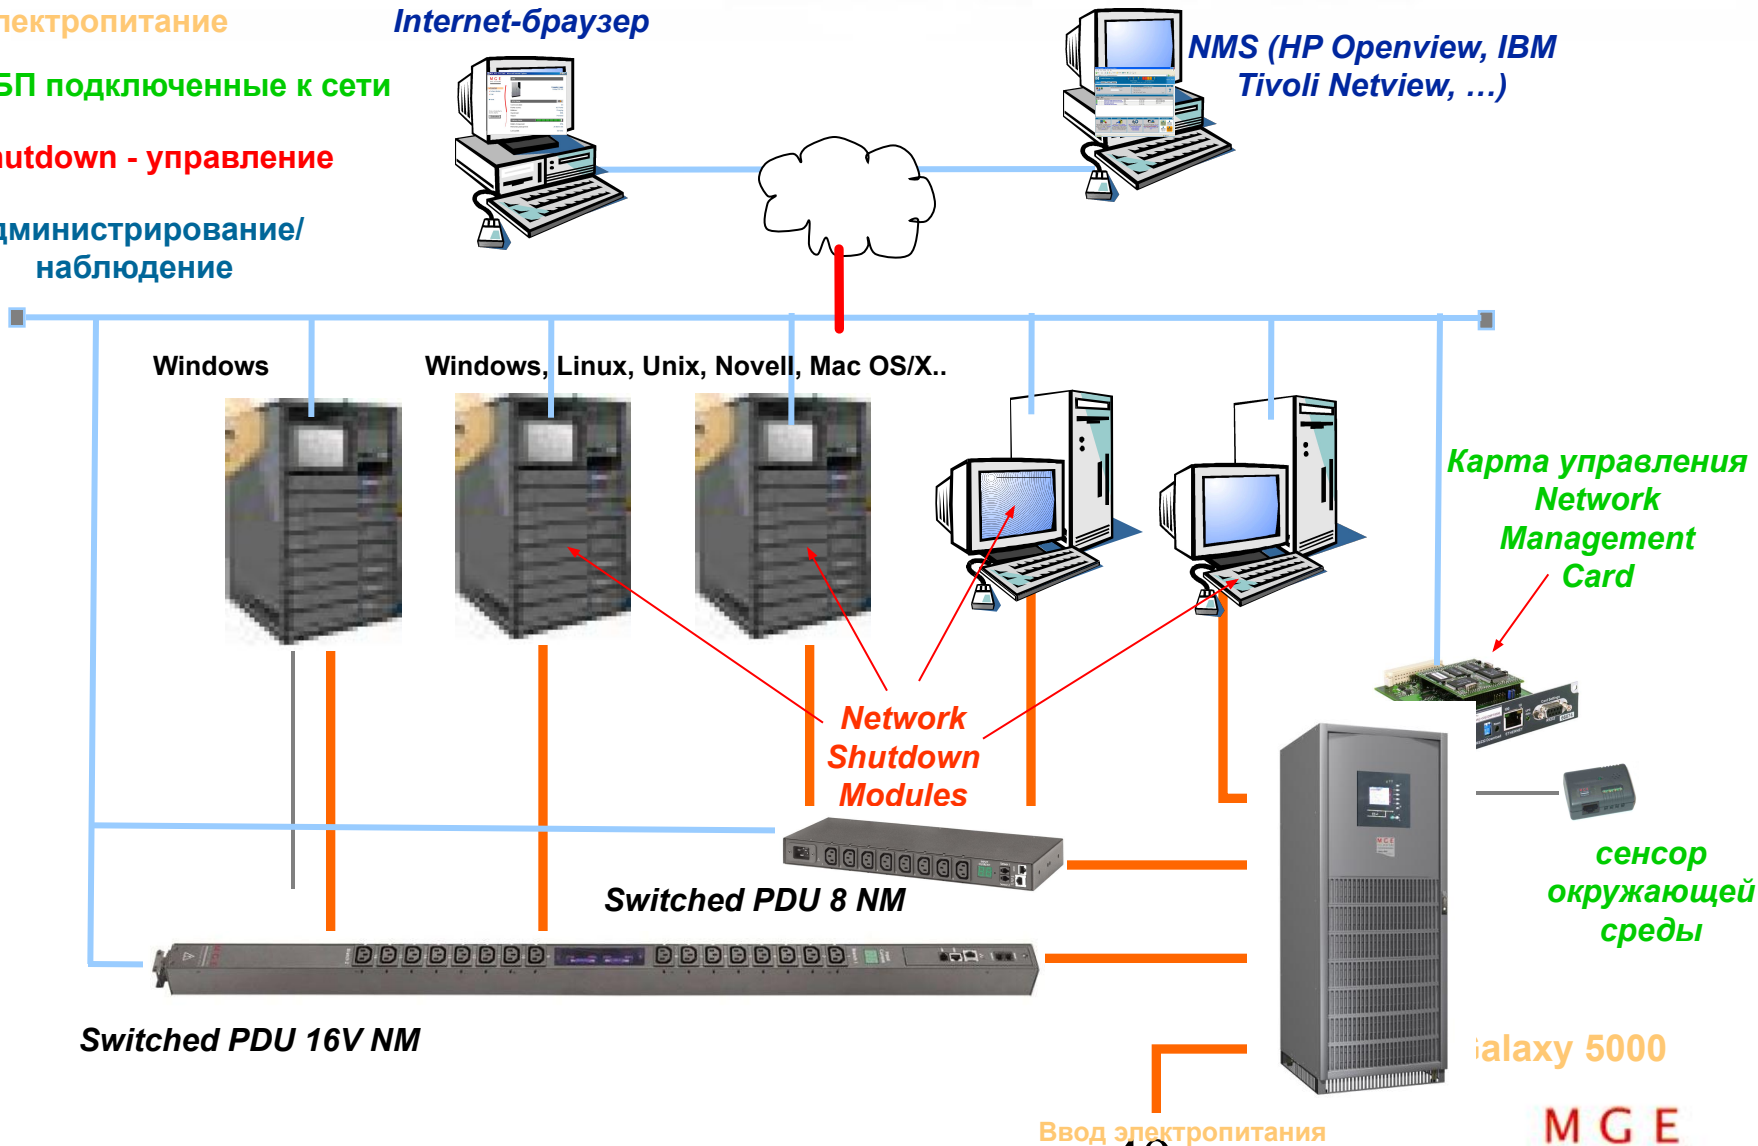 лектропитание
Internet-браузер
NMS (HP Openview, IBM
Tivoli Netview, …)
БП подключенные к сети
utdown - управление
дминистрирование/
наблюдение
Windows
Windows, Linux, Unix, Novell, Mac OS/X..
Карта управления
Network
Management
Card
Network
Shutdown
Modules
сенсор
окружающей
среды
Switched PDU 8 NM
Switched PDU 16V NM
alaxy 5000
Ввод электропитания
MGE